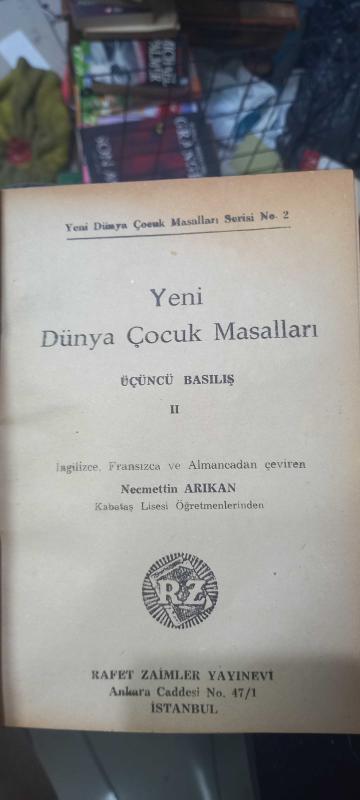 Yeni Dünya Çocuk Masalları Serisi No. 2
Yeni
Dünya Çocuk Masalları
ÜÇÜNCÜ BASILIŞ
II
İngilizce, Fransızca ve Almancadan çeviren
Necmettin ARIKAN
Kabataş Lisesi Öğretmenlerinden
RZ
RAFET ZAIMLER YAYINEVİ
Ankara Caddesi No. 47/1
İSTANBUL